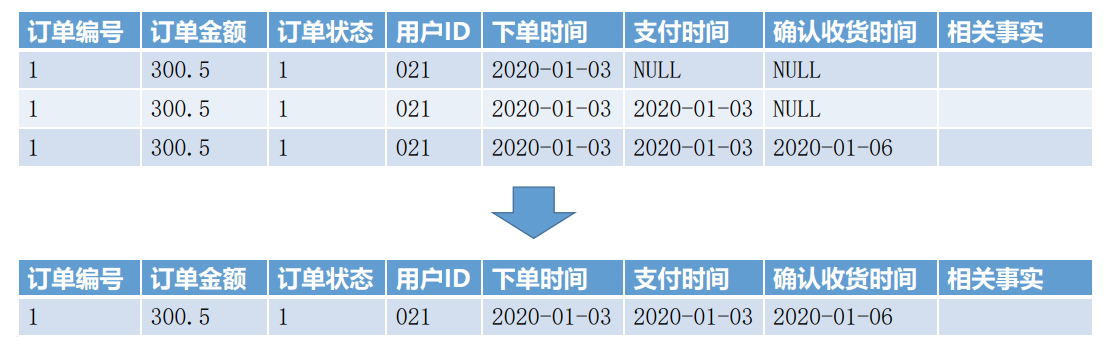 订单编号 订单金额 订单状态 用户ID 下单时间 支付时间 确认收货时间 相关事实
1 300.5 1 021 2020-01-03 NULL NULL
1 300.5 1 021 2020-01-03 2020-01-03 NULL
1 300.5 1 021 2020-01-03 2020-01-03 2020-01-06
订单编号 订单金额 订单状态 用户ID 下单时间 支付时间 确认收货时间 相关事实
1 300.5 1 021 2020-01-03 2020-01-03 2020-01-06